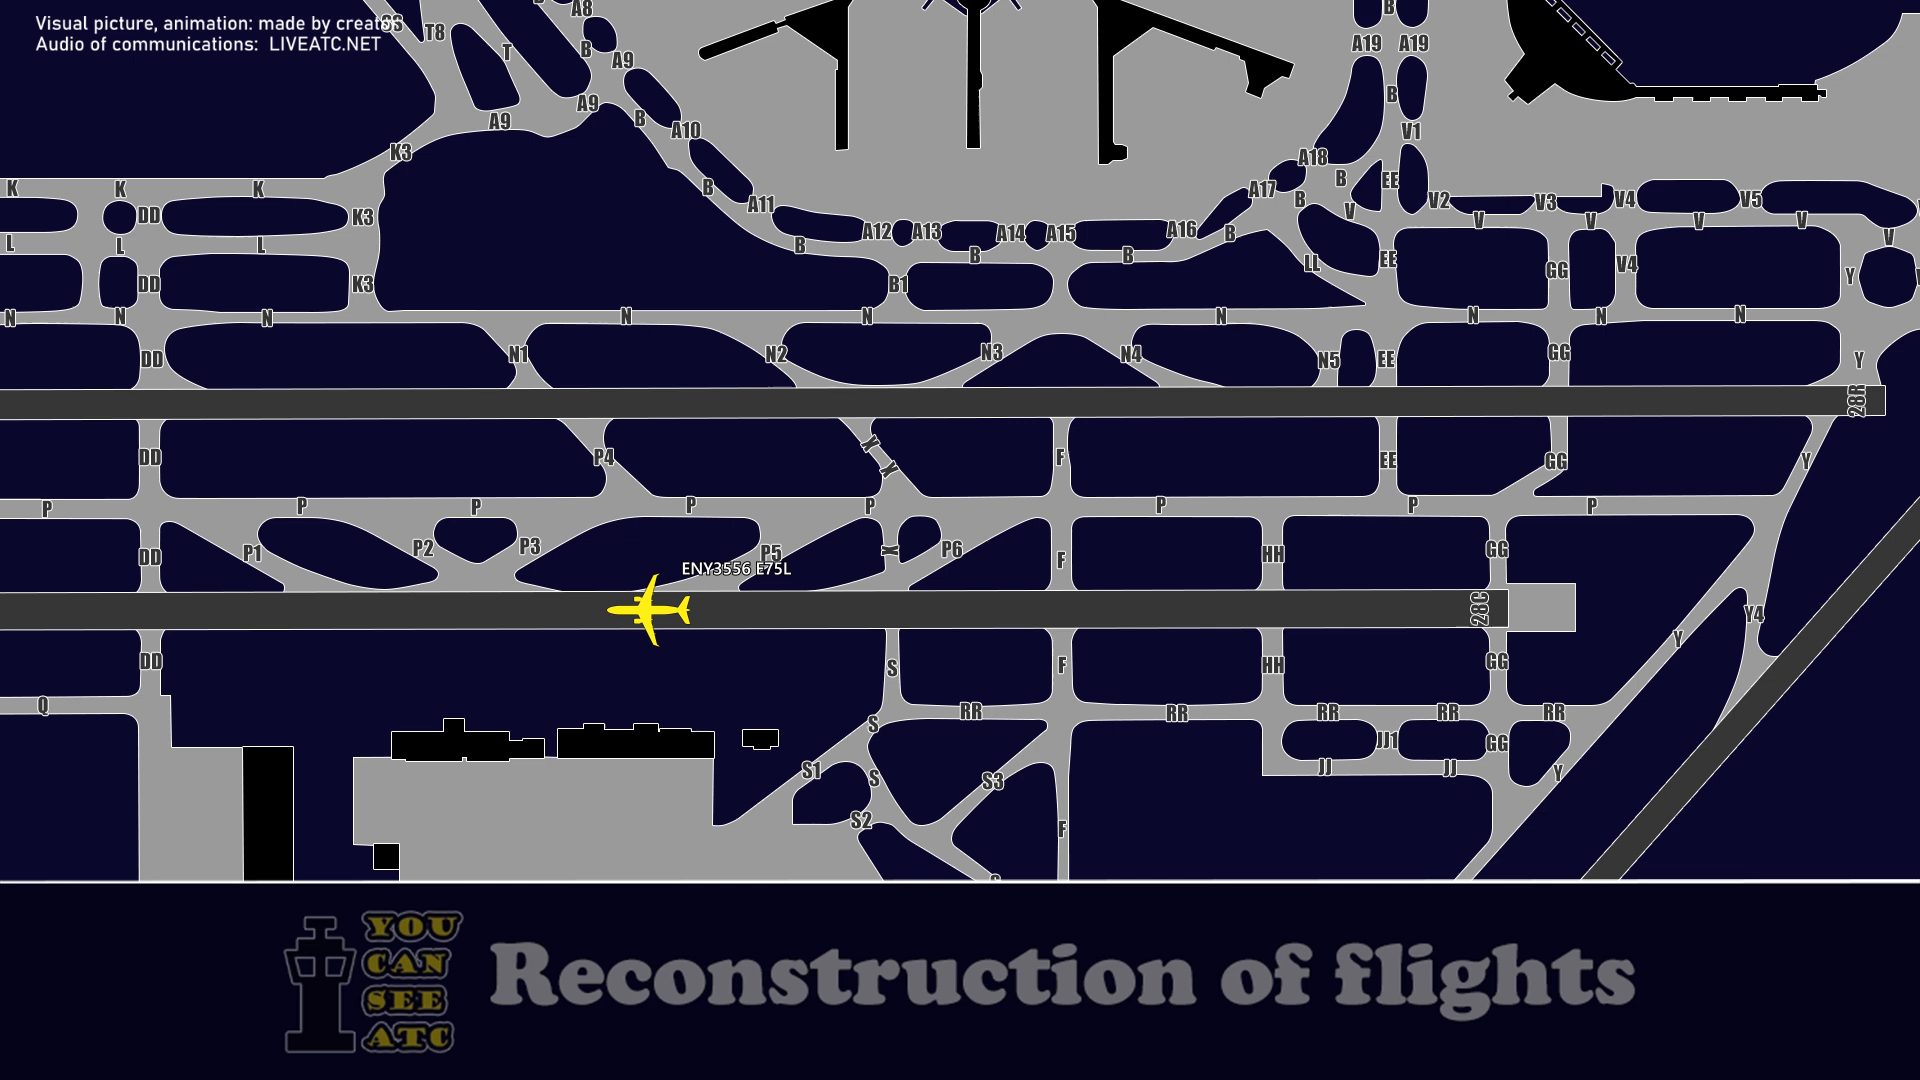 Visual picture, animation: made by creator
Audio of communications: LIVEATC.NET
SS T8 T A8 B A9 B A19 A19
A9 A9 B A10 B V1
K3 A18
K K K DD K3 B A11 A17 B B EE V V2 V3 V4 V5
L L L A12 A13 A14 A15 A16 B V V V V V
B B B
DD K3 B1 LL EE GG V4 Y
N N N N N N N N N
DD N1 N2 N3 N4 N5 EE GG Y
28R
DD P4 X X F EE GG Y
P P P P P P P P
DD P1 P2 P3 P5 X P6 F HH GG
ENY3556 E75L
28C
Y4
DD S F HH GG Y
Q S RR RR RR RR RR
JJ1 GG
S1 S S3 JJ JJ Y
S2 F
YOU
CAN
SEE
ATC
Reconstruction of flights